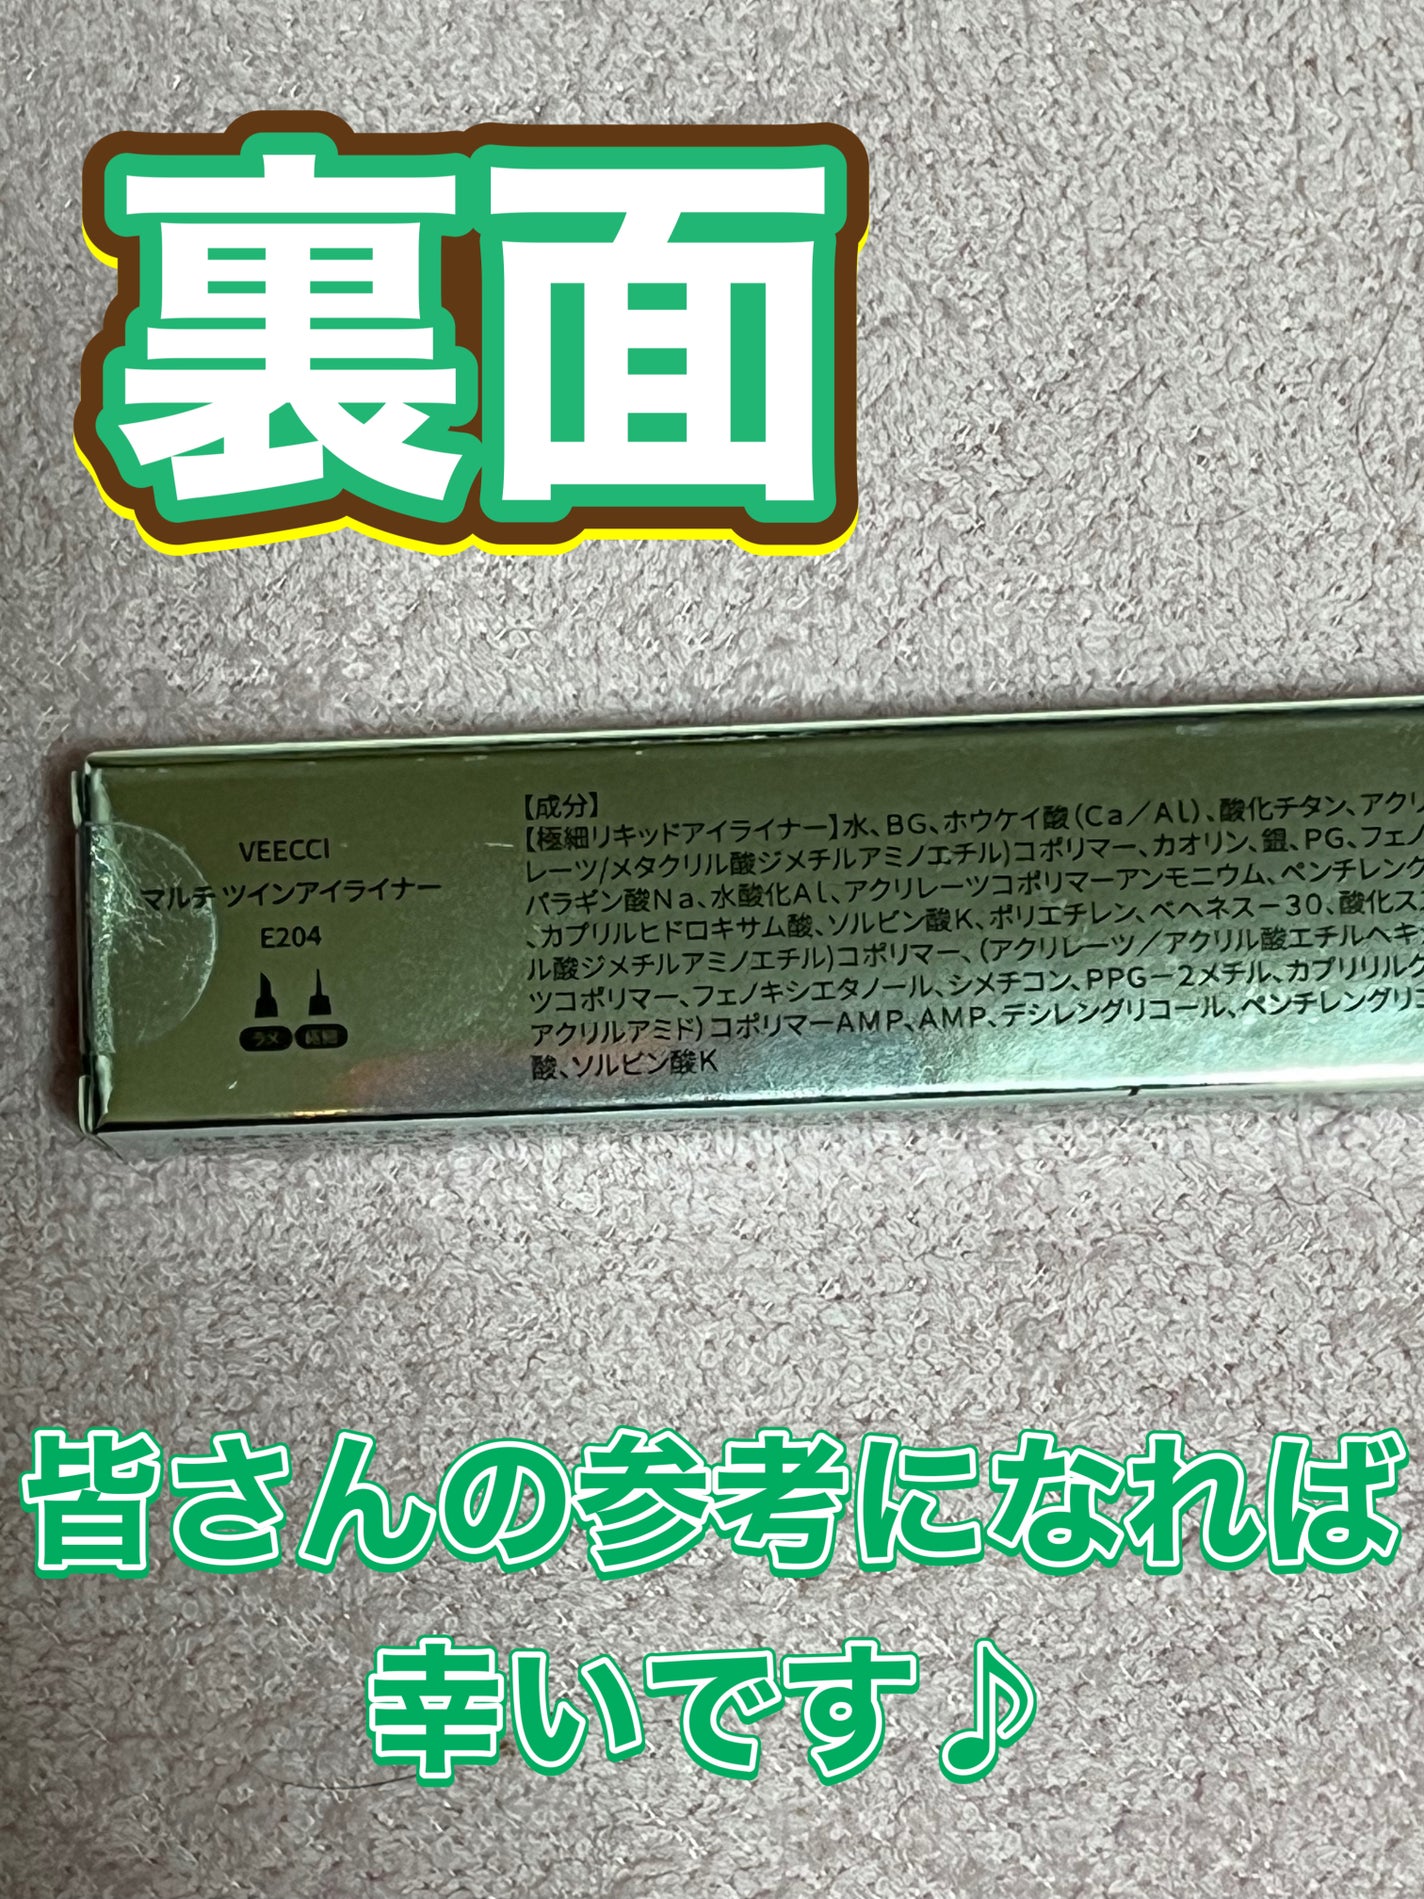 裏面
VEECCI
マルチ ツインアイライナー
E204
ラメ 極細
【成分】
【極細リキッドアイライナー】水、BG、ホウケイ酸(Ca/Al)、酸化チタン、アクリ
レーツ/メタクリル酸ジメチルアミノエチル)コポリマー、カオリン、銀、PG、フェノ
パラギン酸Na、水酸化Al、アクリレーツコポリマーアンモニウム、ペンチレング
、カプリルヒドロキサム酸、ソルビン酸K、ポリエチレン、ベヘネス-30、酸化ス
ル酸ジメチルアミノエチル)コポリマー、(アクリレーツ/アクリル酸エチルヘキ
ツコポリマー、フェノキシエタノール、シメチコン、PPG-2メチル、カプリリルグ
アクリルアミド)コポリマーAMP、AMP、デシレングリコール、ペンチレングリコ
酸、ソルビン酸K
皆さんの参考になれば
幸いです♪